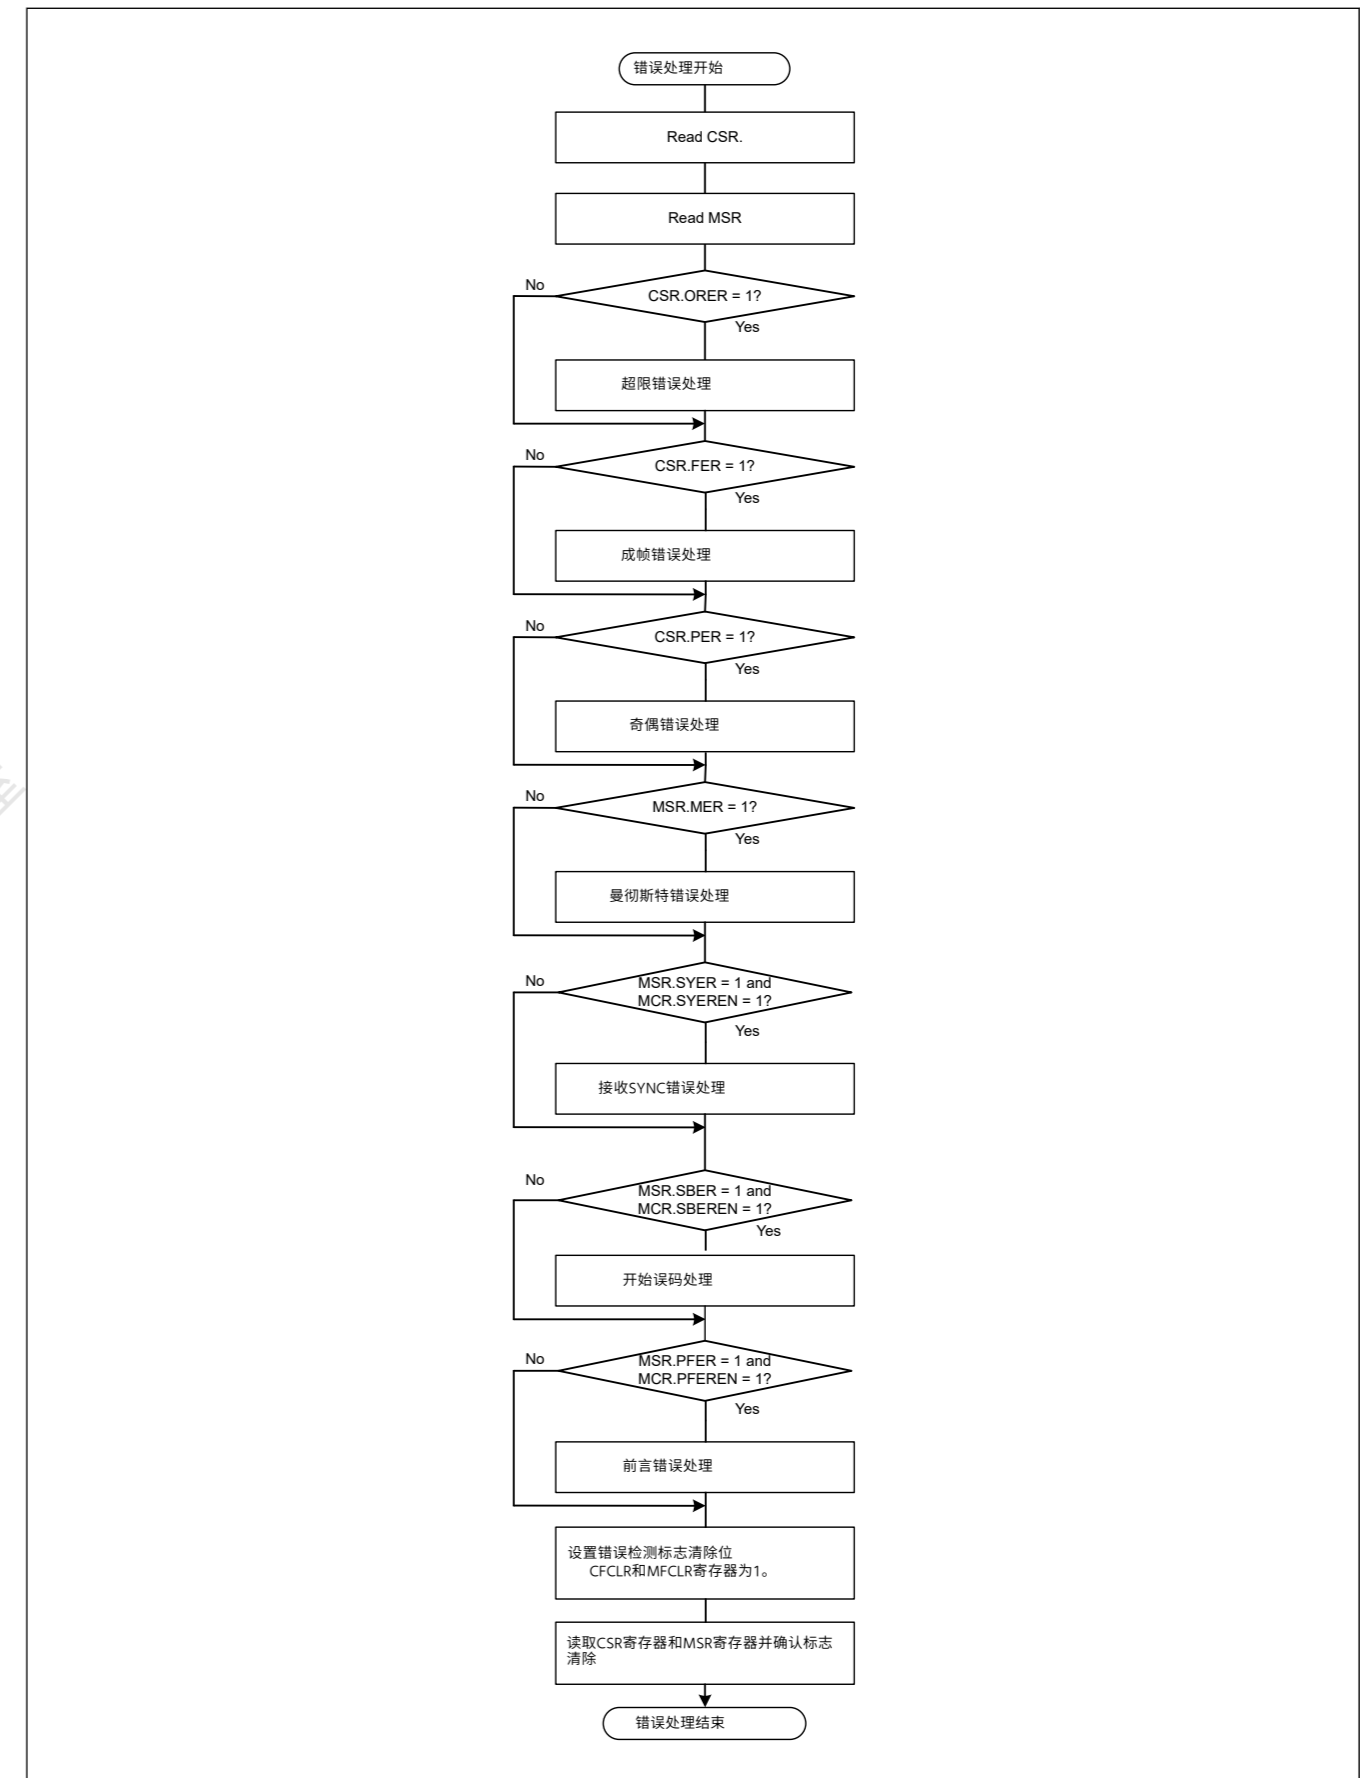 错误处理开始
Read CSR.
Read MSR
No
CSR.ORER = 1?
Yes
超限错误处理
No
CSR.FER = 1?
Yes
成帧错误处理
No
CSR.PER = 1?
Yes
奇偶错误处理
No
MSR.MER = 1?
Yes
曼彻斯特错误处理
No
MSR.SYER = 1 and
MCR.SYEREN = 1?
Yes
接收SYNC错误处理
No
MSR.SBER = 1 and
MCR.SBEREN = 1?
Yes
开始误码处理
No
MSR.PFER = 1 and
MCR.PFEREN = 1?
Yes
前言错误处理
设置错误检测标志清除位
CFCLR和MFCLR寄存器为1。
读取CSR寄存器和MSR寄存器并确认标志
清除
错误处理结束